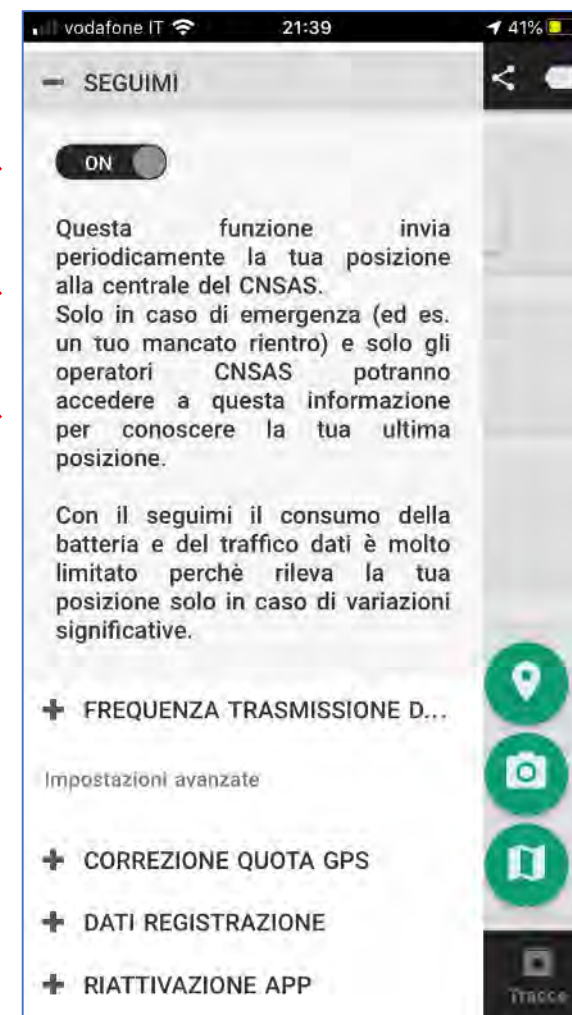 vodafone IT 21:39 41%
SEGUIMI
ON
Questa funzione invia
periodicamente la tua posizione
alla centrale del CNSAS.
Solo in caso di emergenza (ed es.
un tuo mancato rientro) e solo gli
operatori CNSAS potranno
accedere a questa informazione
per conoscere la tua ultima
posizione.
Con il seguimi il consumo della
batteria e del traffico dati è molto
limitato perchè rileva la tua
posizione solo in caso di variazioni
significative.
FREQUENZA TRASMISSIONE D...
Impostazioni avanzate
CORREZIONE QUOTA GPS
DATI REGISTRAZIONE
RIATTIVAZIONE APP
Tracce